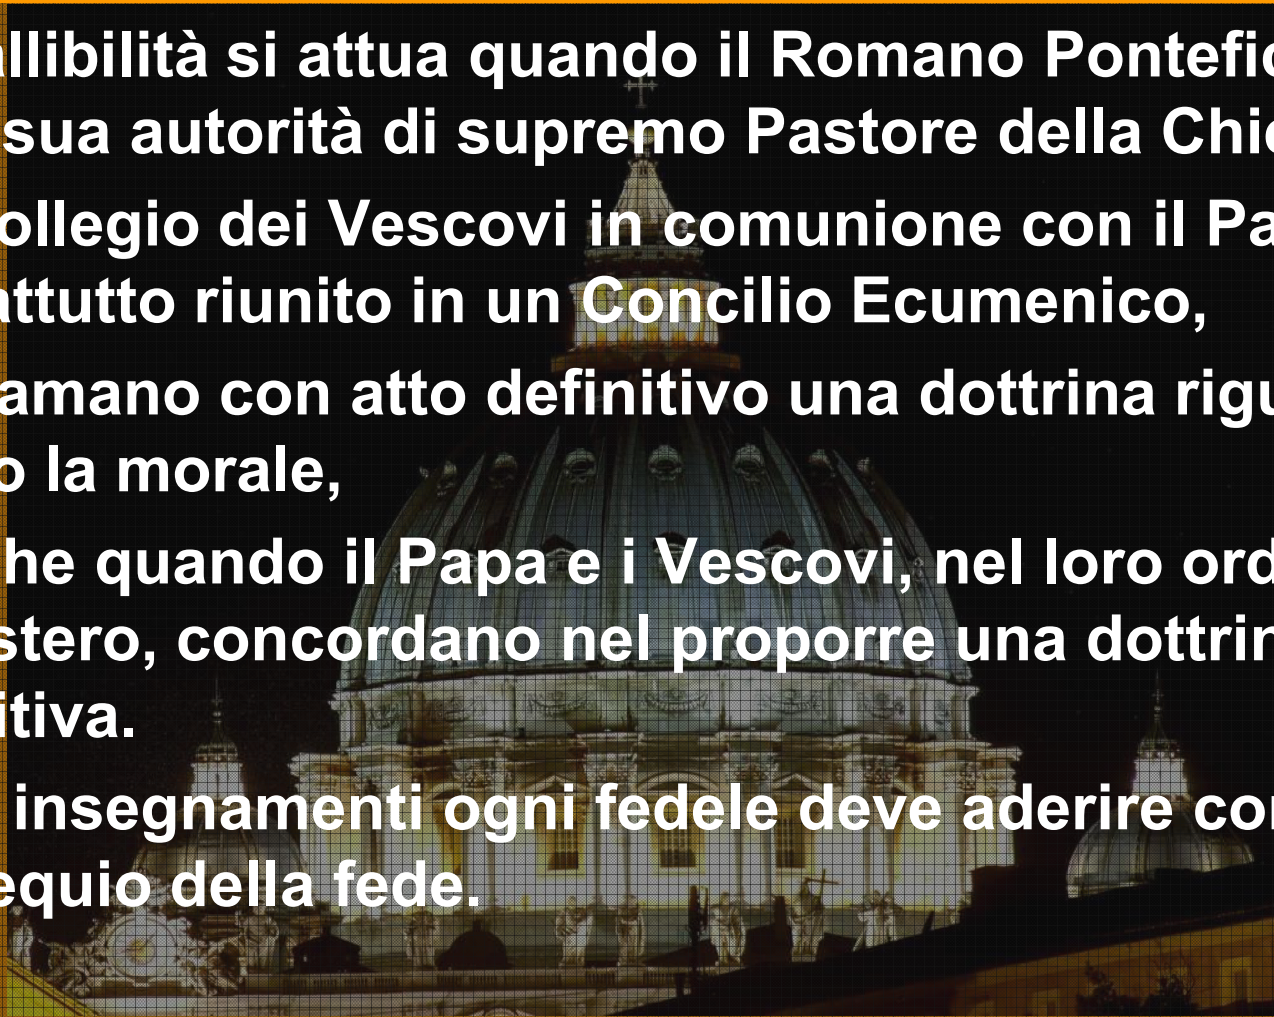 llibilità si attua quando il Romano Pontefic
sua autorità di supremo Pastore della Chie
ollegio dei Vescovi in comunione con il Pa
attutto riunito in un Concilio Ecumenico,
amano con atto definitivo una dottrina rigu
o la morale,
he quando il Papa e i Vescovi, nel loro ord
stero, concordano nel proporre una dottrin
itiva.
insegnamenti ogni fedele deve aderire con
equio della fede.